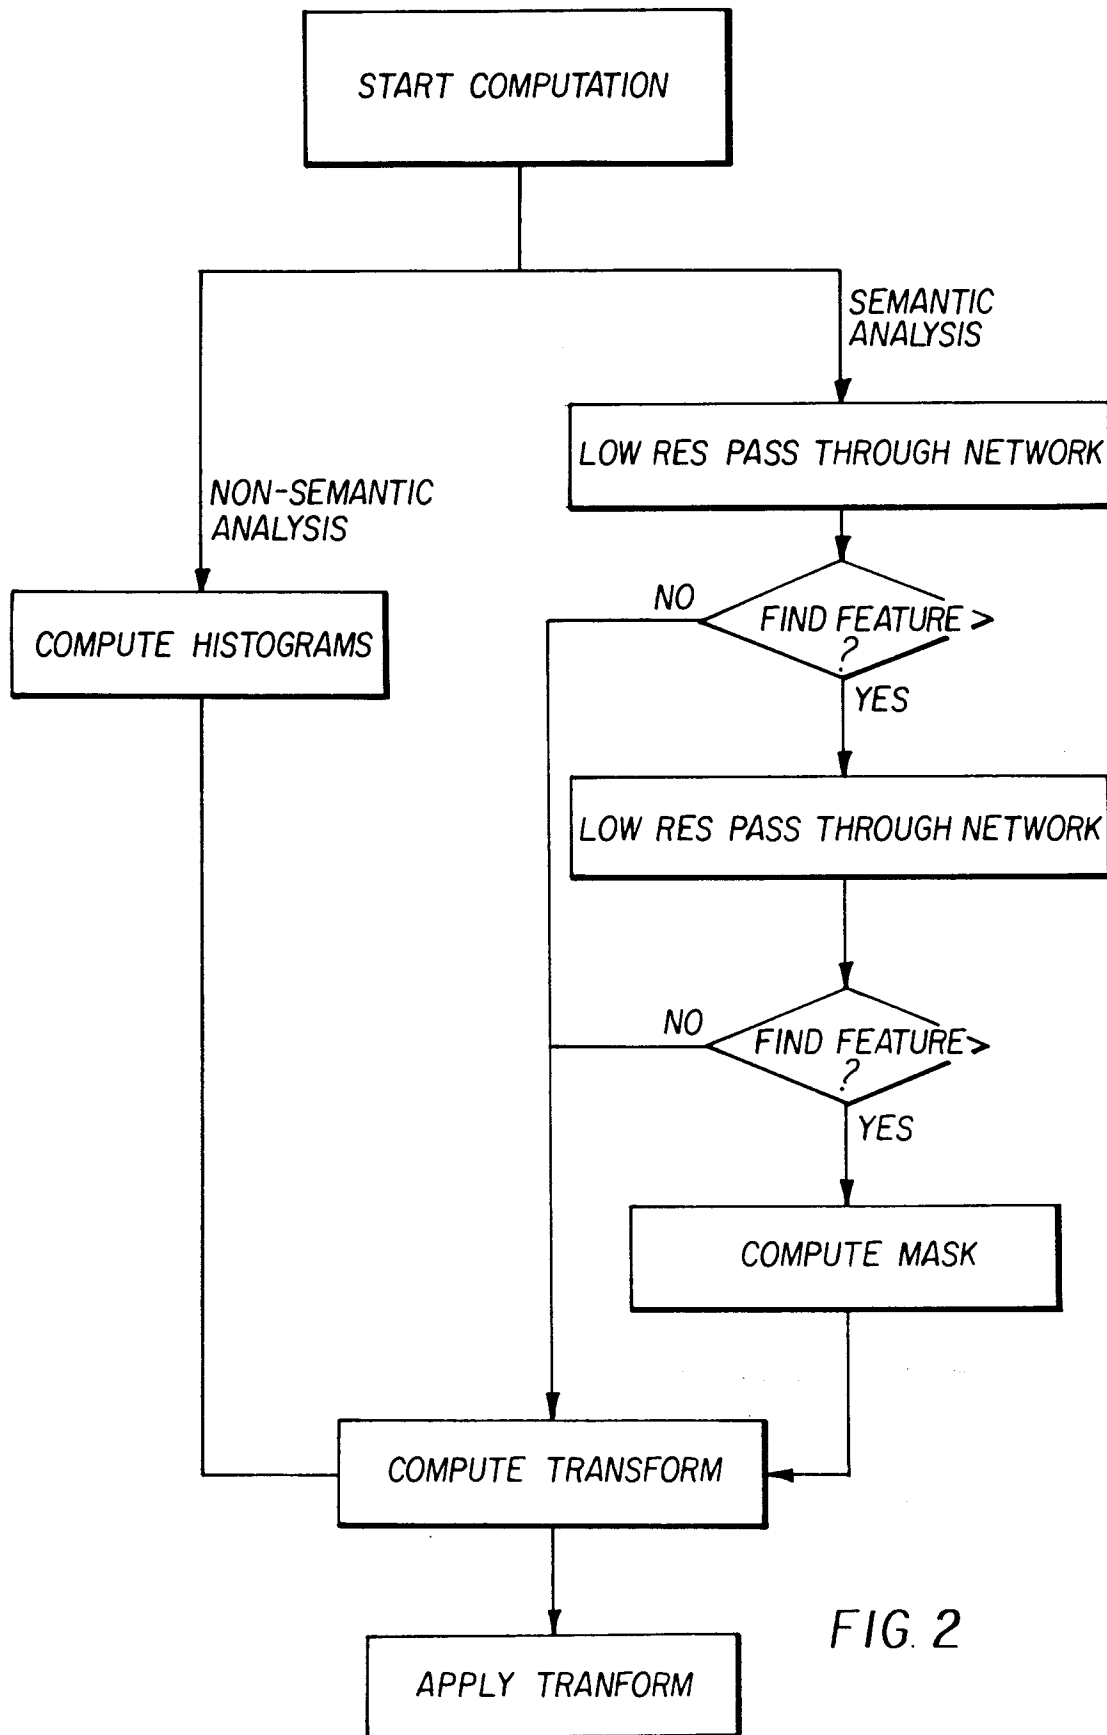 START COMPUTATION
SEMANTIC
ANALYSIS
LOW RES PASS THROUGH NETWORK
NON-SEMANTIC
ANALYSIS
NO
FIND FEATURE >
?
COMPUTE HISTOGRAMS
YES
LOW RES PASS THROUGH NETWORK
NO
FIND FEATURE >
?
YES
COMPUTE MASK
COMPUTE TRANSFORM
FIG. 2
APPLY TRANFORM